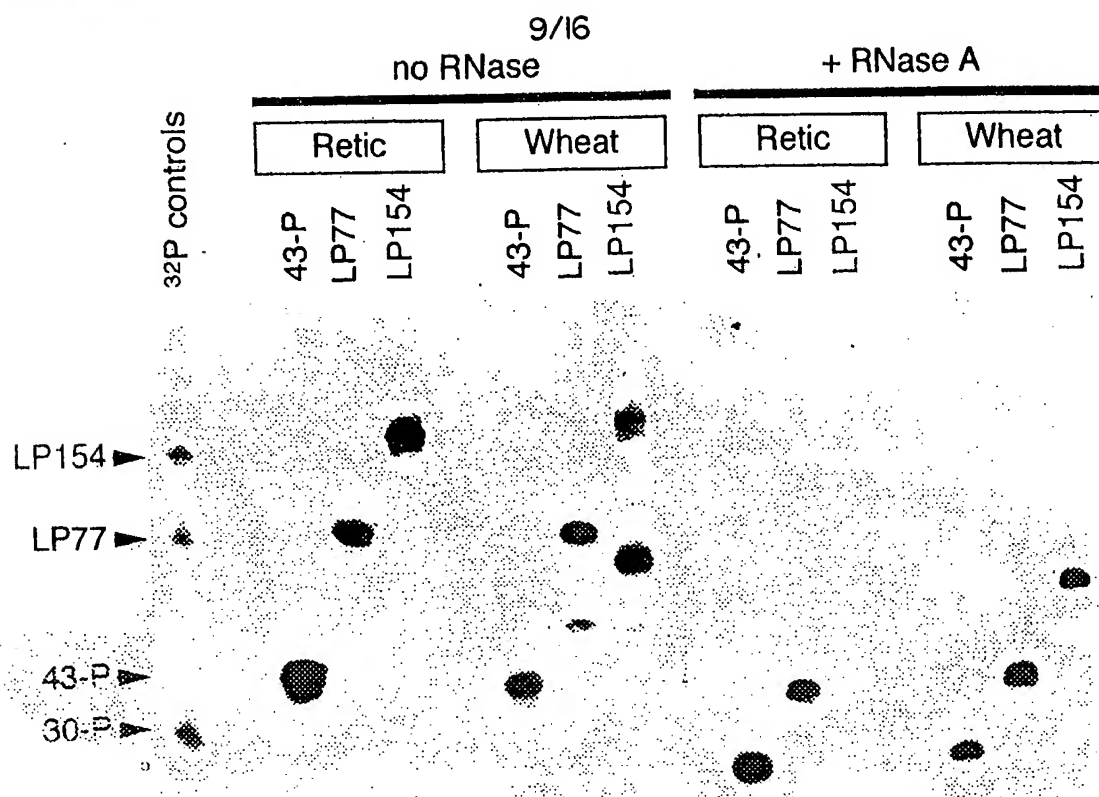 9/16
no RNase + RNase A
Retic Wheat Retic Wheat
32P controls 43-P LP77 LP154 43-P LP77 LP154 43-P LP77 LP154 43-P LP77 LP154
LP154
LP77
43-P
30-P